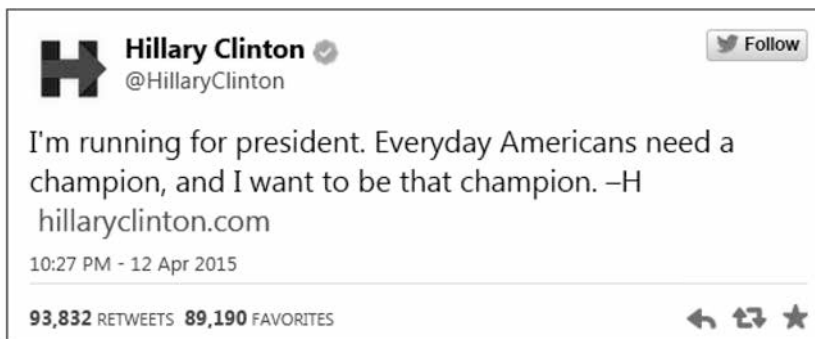 Hillary Clinton
@HillaryClinton
Follow
I'm running for president. Everyday Americans need a
champion, and I want to be that champion. –H
hillaryclinton.com
10:27 PM - 12 Apr 2015
93,832 RETWEETS 89,190 FAVORITES